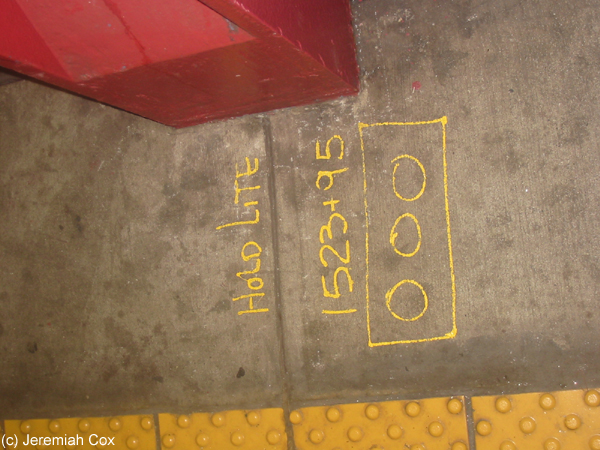 HOLD LITE
1523+95
(c) Jeremiah Cox